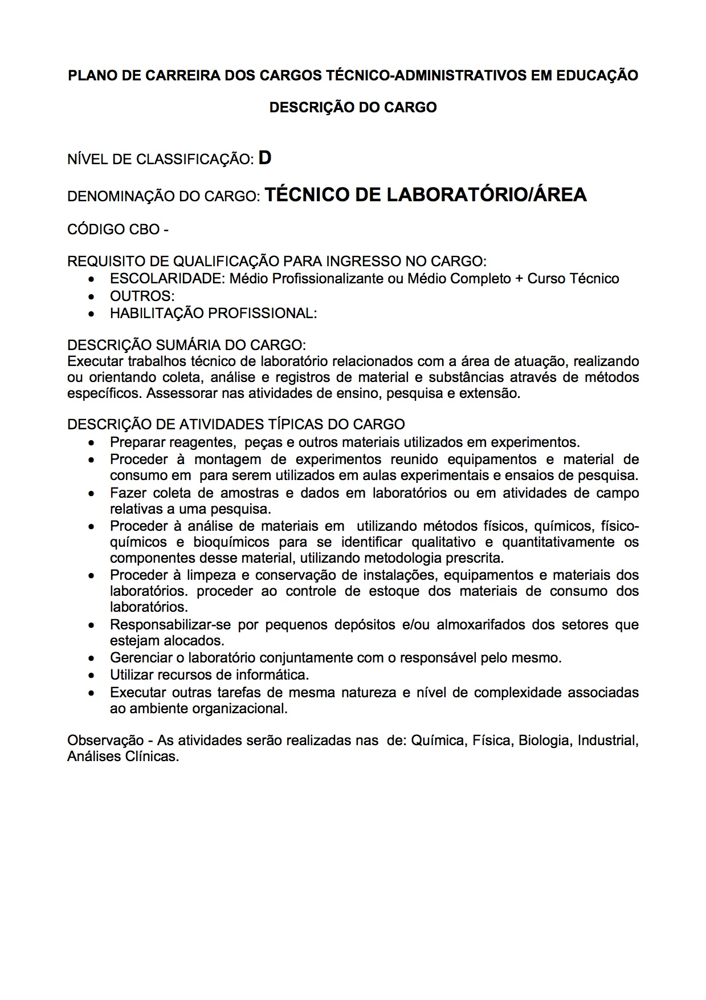 PLANO DE CARREIRA DOS CARGOS TÉCNICO-ADMINISTRATIVOS EM EDUCAÇÃO
DESCRIÇÃO DO CARGO
NÍVEL DE CLASSIFICAÇÃO: D
DENOMINAÇÃO DO CARGO: TÉCNICO DE LABORATÓRIO/ÁREA
CÓDIGO CBO -
REQUISITO DE QUALIFICAÇÃO PARA INGRESSO NO CARGO:
• ESCOLARIDADE: Médio Profissionalizante ou Médio Completo + Curso Técnico
• OUTROS:
• HABILITAÇÃO PROFISSIONAL:
DESCRIÇÃO SUMÁRIA DO CARGO:
Executar trabalhos técnico de laboratório relacionados com a área de atuação, realizando
ou orientando coleta, análise e registros de material e substâncias através de métodos
específicos. Assessorar nas atividades de ensino, pesquisa e extensão.
DESCRIÇÃO DE ATIVIDADES TÍPICAS DO CARGO
• Preparar reagentes,  peças e outros materiais utilizados em experimentos.
• Proceder à montagem de experimentos reunido equipamentos e material de
consumo em  para serem utilizados em aulas experimentais e ensaios de pesquisa.
• Fazer coleta de amostras e dados em laboratórios ou em atividades de campo
relativas a uma pesquisa.
• Proceder à análise de materiais em  utilizando métodos físicos, químicos, físico-
químicos e bioquímicos para se identificar qualitativo e quantitativamente os
componentes desse material, utilizando metodologia prescrita.
• Proceder à limpeza e conservação de instalações, equipamentos e materiais dos
laboratórios. proceder ao controle de estoque dos materiais de consumo dos
laboratórios.
• Responsabilizar-se por pequenos depósitos e/ou almoxarifados dos setores que
estejam alocados.
• Gerenciar o laboratório conjuntamente com o responsável pelo mesmo.
• Utilizar recursos de informática.
• Executar outras tarefas de mesma natureza e nível de complexidade associadas
ao ambiente organizacional.
Observação - As atividades serão realizadas nas  de: Química, Física, Biologia, Industrial,
Análises Clínicas.